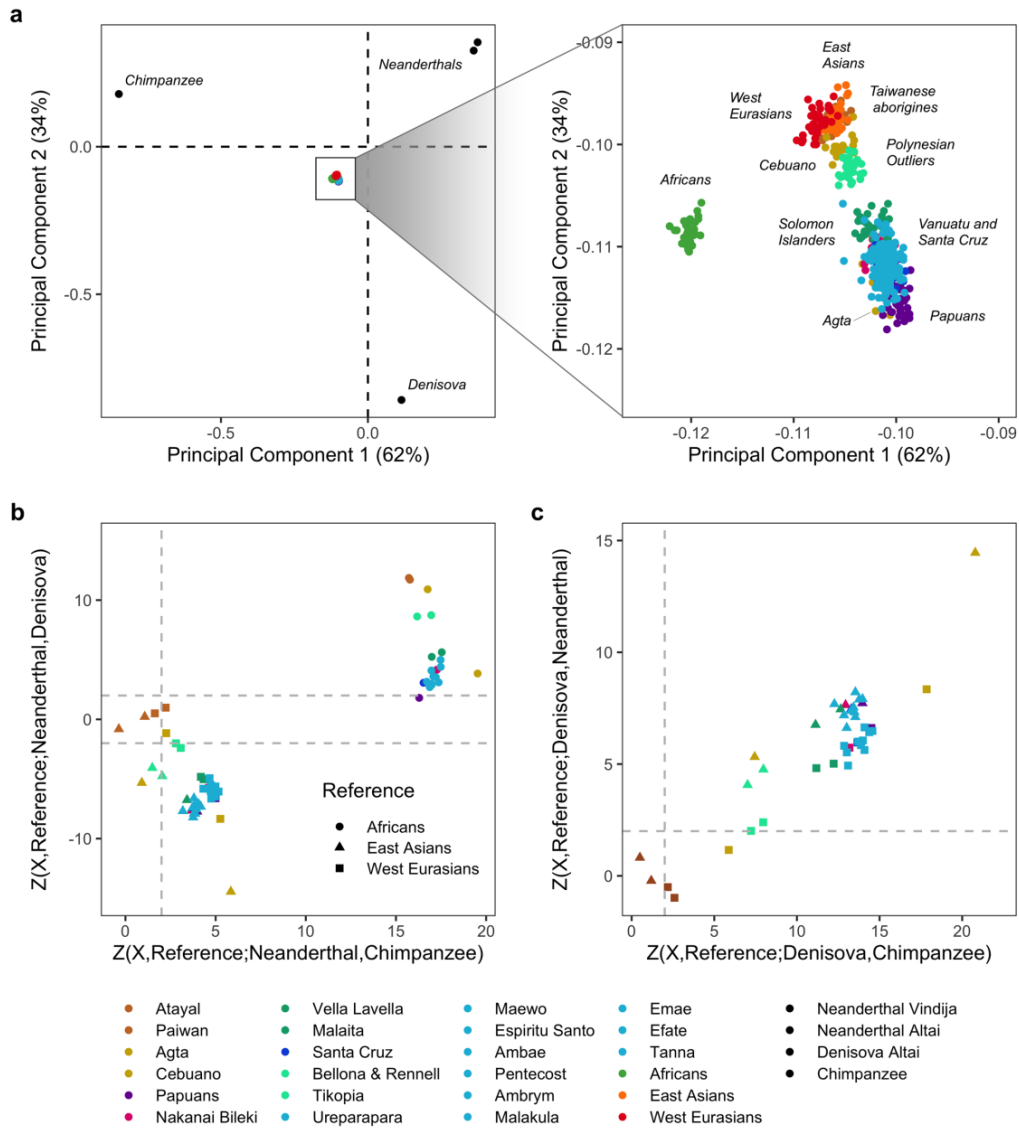 a
Chimpanzee
Neanderthals
Denisova
0.0
-0.5
-0.5
0.0
Principal Component 1 (62%)
Principal Component 2 (34%)
East
Asians
West
Eurasians
Taiwanese
aborigines
Cebuano
Polynesian
Outliers
Africans
Solomon
Islanders
Vanuatu and
Santa Cruz
Agta
Papuans
-0.09
-0.10
-0.11
-0.12
-0.12
-0.11
-0.10
-0.09
Principal Component 1 (62%)
Principal Component 2 (34%)
b
10
0
-10
0
5
10
15
20
Z(X,Reference;Neanderthal,Chimpanzee)
Z(X,Reference;Neanderthal,Denisova)
Reference
Africans
East Asians
West Eurasians
c
15
10
5
0
0
5
10
15
20
Z(X,Reference;Denisova,Chimpanzee)
Z(X,Reference;Denisova,Neanderthal)
Atayal
Paiwan
Agta
Cebuano
Papuans
Nakanai Bileki
Vella Lavella
Malaita
Santa Cruz
Bellona & Rennell
Tikopia
Ureparapara
Maewo
Espiritu Santo
Ambae
Pentecost
Ambrym
Malakula
Emae
Efate
Tanna
Africans
East Asians
West Eurasians
Neanderthal Vindija
Neanderthal Altai
Denisova Altai
Chimpanzee